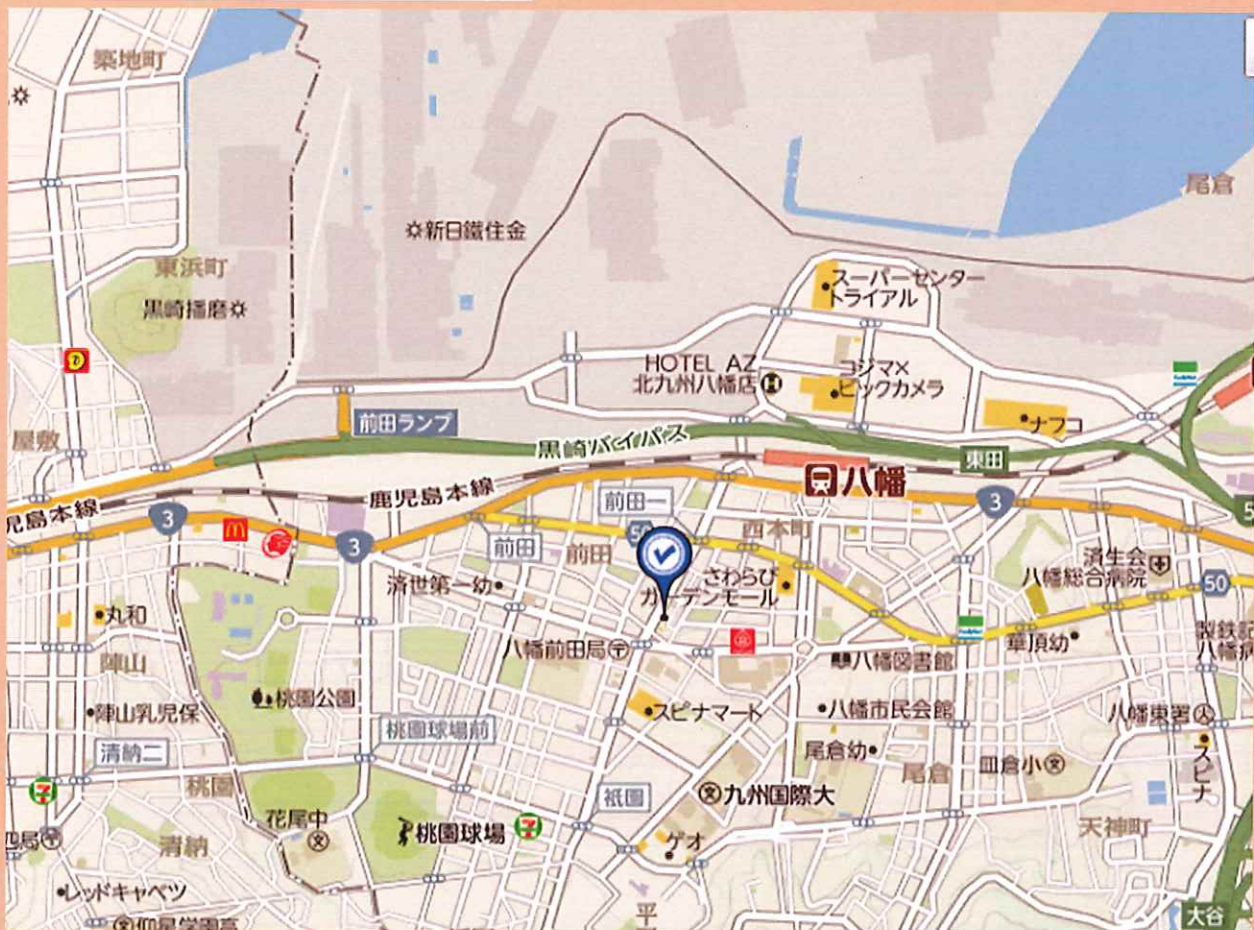 築地町
尾倉
新日鐵住金
東浜町
スーパーセンター
トライアル
黒崎播磨
HOTEL AZ
北九州八幡店
コジマ×
ビックカメラ
前田ランプ
ナフコ
屋敷
黒崎バイパス
東田
八幡
児島本線
鹿児島本線
前田一
3
3
3
50
西本町
前田
前田
済生会
八幡総合病院
さわらび
ガーデンモール
済世第一幼
50
丸和
八幡前田局
八幡図書館
華頂幼
陣山
桃園公園
スピナマート
八幡市民会館
八幡東署
陣山乳児保
桃園球場前
清納二
尾倉幼
尾倉
皿倉小
スピナ
桃園
祇園
九州国際大
花尾中
桃園球場
天神町
清納
ゲオ
レッドキャベツ
平
大谷